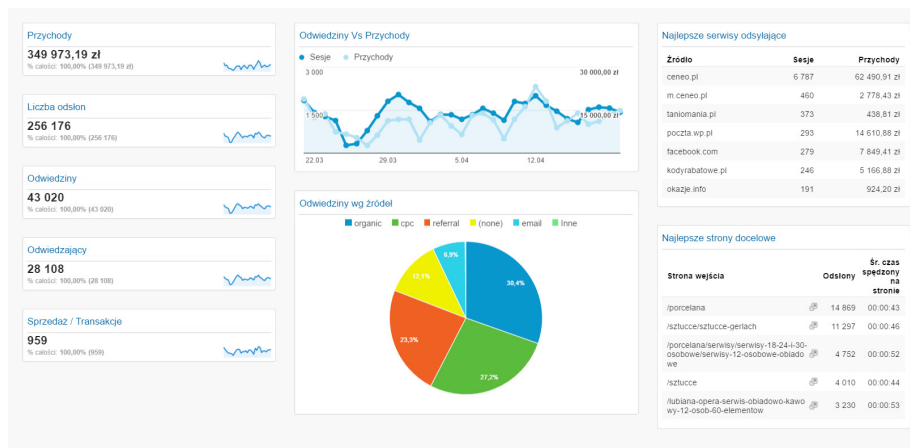 Przychody
349 973,19 zł
% całości: 100,00% (349 973,19 zł)
Liczba odsłon
256 176
% całości: 100,00% (256 176)
Odwiedziny
43 020
% całości: 100,00% (43 020)
Odwiedzający
28 108
% całości: 100,00% (28 108)
Sprzedaż / Transakcje
959
% całości: 100,00% (959)
Odwiedziny Vs Przychody
Sesje Przychody
3 000 30 000,00 zł
1 500 15 000,00 zł
22.03 29.03 5.04 12.04
Odwiedziny wg źródeł
organic cpc referral (none) email Inne
6,9%
12,1% 30,4%
23,3%
27,2%
Najlepsze serwisy odsyłające
Źródło Sesje Przychody
ceneo.pl 6 787 62 490,91 zł
m.ceneo.pl 460 2 778,43 zł
taniomania.pl 373 438,81 zł
poczta.wp.pl 293 14 610,88 zł
facebook.com 279 7 849,41 zł
kodyrabatowe.pl 246 5 166,88 zł
okazje.info 191 924,20 zł
Najlepsze strony docelowe
Śr. czas
Strona wejścia Odsłony spędzony
na
stronie
/porcelana 14 869 00:00:43
/sztucce/sztucce-gerlach 11 297 00:00:46
/porcelana/serwisy/serwisy-18-24-i-30-
osobowe/serwisy-12-osobowe-obiado 4 752 00:00:52
we
/sztucce 4 010 00:00:44
/lubiana-opera-serwis-obiadowo-kawo
wy-12-osob-60-elementow 3 230 00:00:53